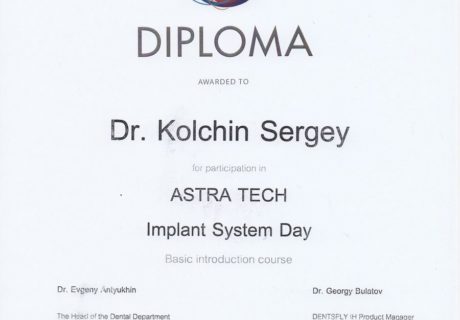 DIPLOMA
AWARDED TO
Dr. Kolchin Sergey
for participation in
ASTRA TECH
Implant System Day
Basic introduction course
Dr. Evgeny Antyukhin
Dr. Georgy Bulatov
The Head of the Dental Department
DENTSPLY IH Product Manager